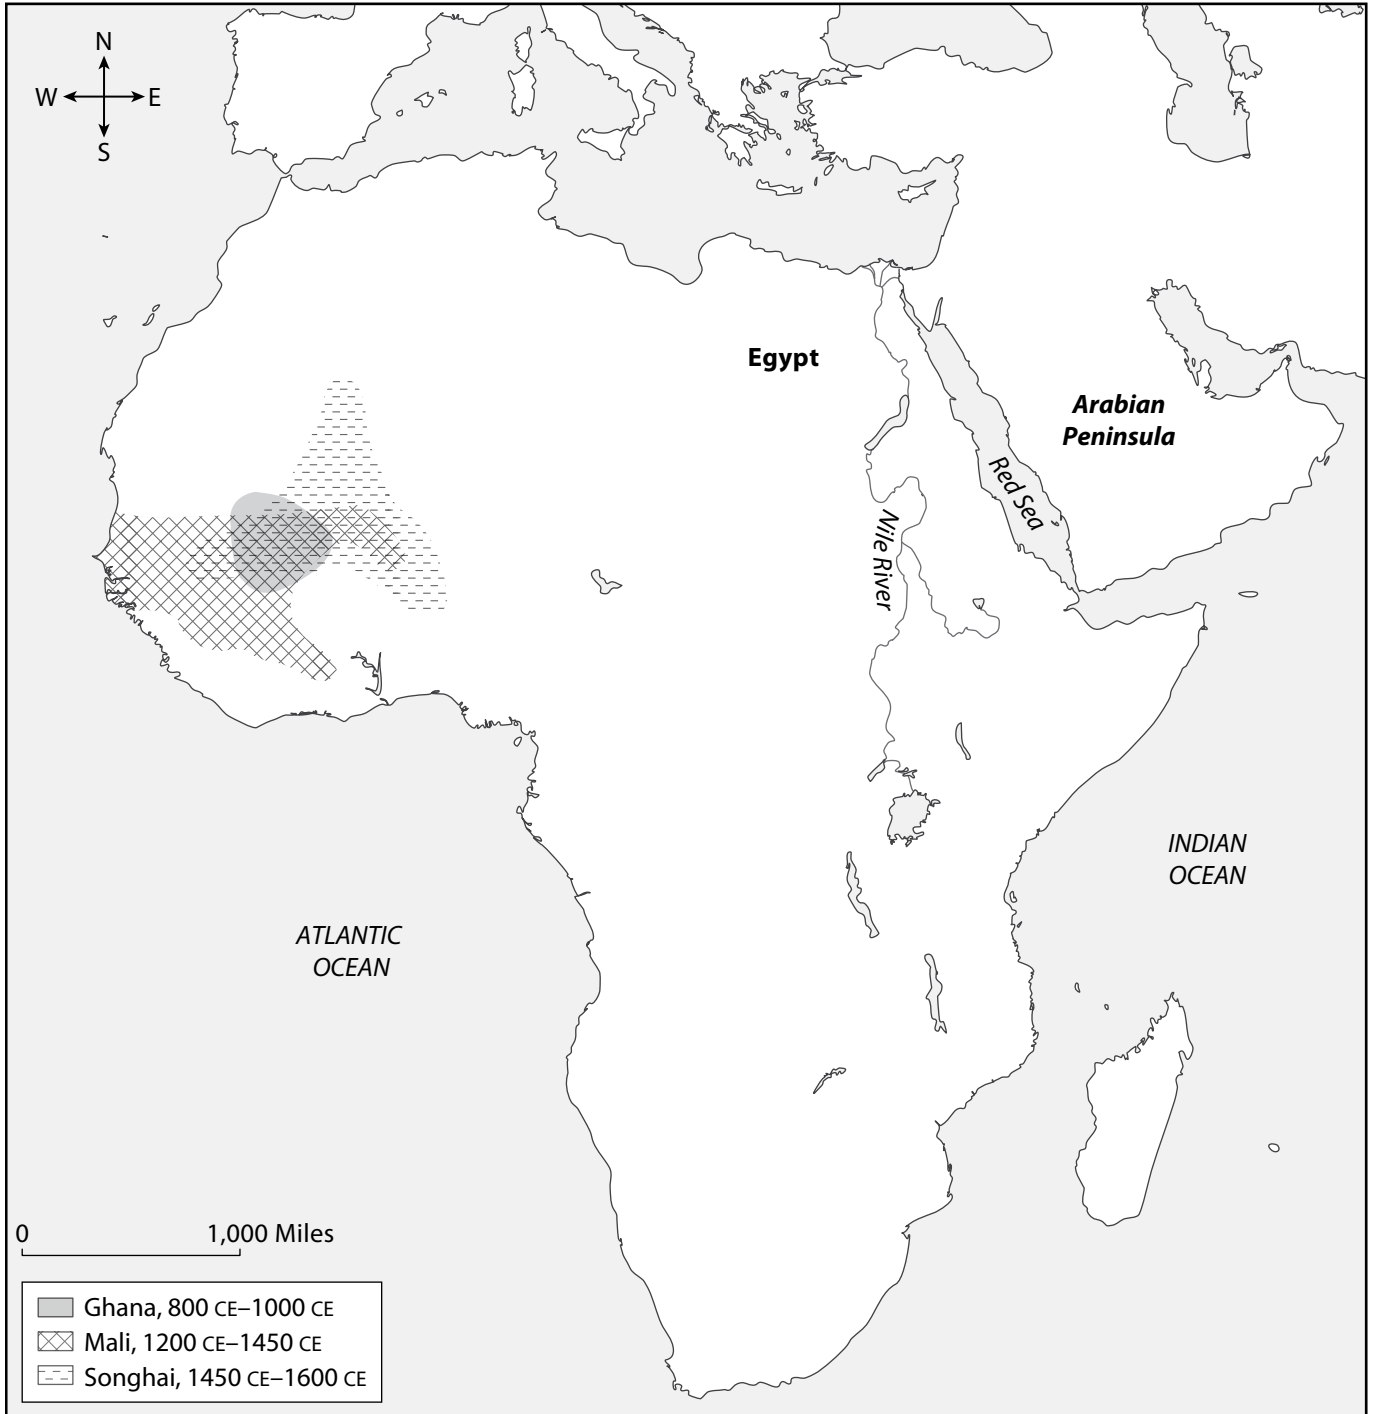 N
W E
S
Egypt
Arabian
Peninsula
Red Sea
Nile River
INDIAN
OCEAN
ATLANTIC
OCEAN
0 1,000 Miles
Ghana, 800 CE–1000 CE
Mali, 1200 CE–1450 CE
Songhai, 1450 CE–1600 CE